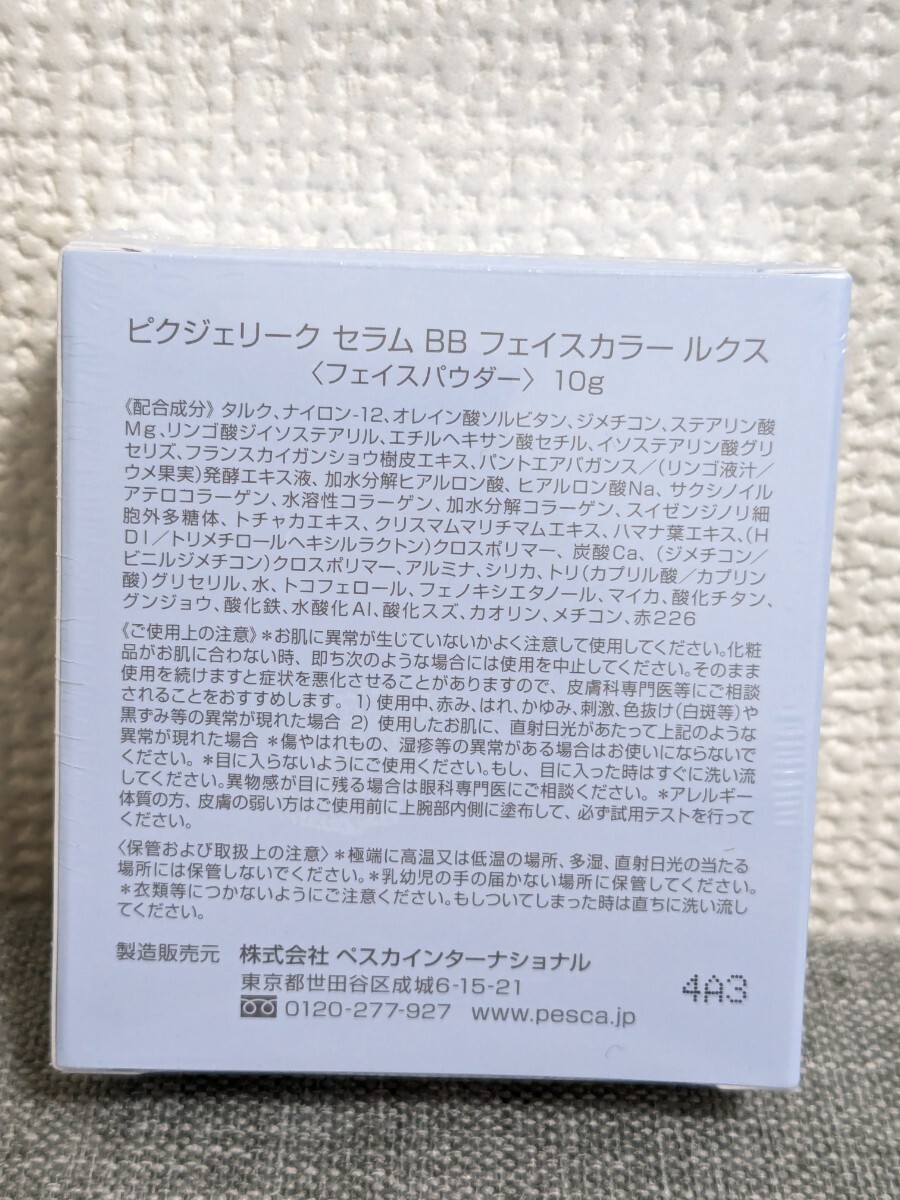 ピクジェリーク セラム BB フェイスカラー ルクス
〈フェイスパウダー〉 10g
《配合成分》タルク、ナイロン-12、オレイン酸ソルビタン、ジメチコン、ステアリン酸
Mg、リンゴ酸ジイソステアリル、エチルヘキサン酸セチル、イソステアリン酸グリ
セリズ、フランスカイガンショウ樹皮エキス、パントエアバガンス／(リンゴ液汁／
ウメ果実)発酵エキス液、加水分解ヒアルロン酸、ヒアルロン酸Na、サクシノイル
アテロコラーゲン、水溶性コラーゲン、加水分解コラーゲン、スイゼンジノリ細
胞外多糖体、トチャカエキス、クリスマムマリチマムエキス、ハマナ葉エキス、(H
DI／トリメチロールヘキシルラクトン)クロスポリマー、炭酸Ca、(ジメチコン／
ビニルジメチコン)クロスポリマー、アルミナ、シリカ、トリ(カプリル酸／カプリン
酸)グリセリル、水、トコフェロール、フェノキシエタノール、マイカ、酸化チタン、
グンジョウ、酸化鉄、水酸化Al、酸化スズ、カオリン、メチコン、赤226
《ご使用上の注意》＊お肌に異常が生じていないかよく注意して使用してください。化粧
品がお肌に合わない時、即ち次のような場合には使用を中止してください。そのまま
使用を続けますと症状を悪化させることがありますので、皮膚科専門医等にご相談
されることをおすすめします。 1) 使用中、赤み、はれ、かゆみ、刺激、色抜け(白斑等)や
黒ずみ等の異常が現れた場合 2) 使用したお肌に、直射日光があたって上記のような
異常が現れた場合 ＊傷やはれもの、湿疹等の異常がある場合はお使いにならないで
ください。 ＊目に入らないようにご使用ください。もし、目に入った時はすぐに洗い流
してください。異物感が目に残る場合は眼科専門医にご相談ください。 ＊アレルギー
体質の方、皮膚の弱い方はご使用前に上腕部内側に塗布して、必ず試用テストを行って
ください。
〈保管および取扱上の注意〉＊極端に高温又は低温の場所、多湿、直射日光の当たる
場所には保管しないでください。＊乳幼児の手の届かない場所に保管してください。
＊衣類等につかないようにご注意ください。もしついてしまった時は直ちに洗い流し
てください。
製造販売元 株式会社 ペスカインターナショナル
東京都世田谷区成城6-15-21
0120-277-927 www.pesca.jp
4A3